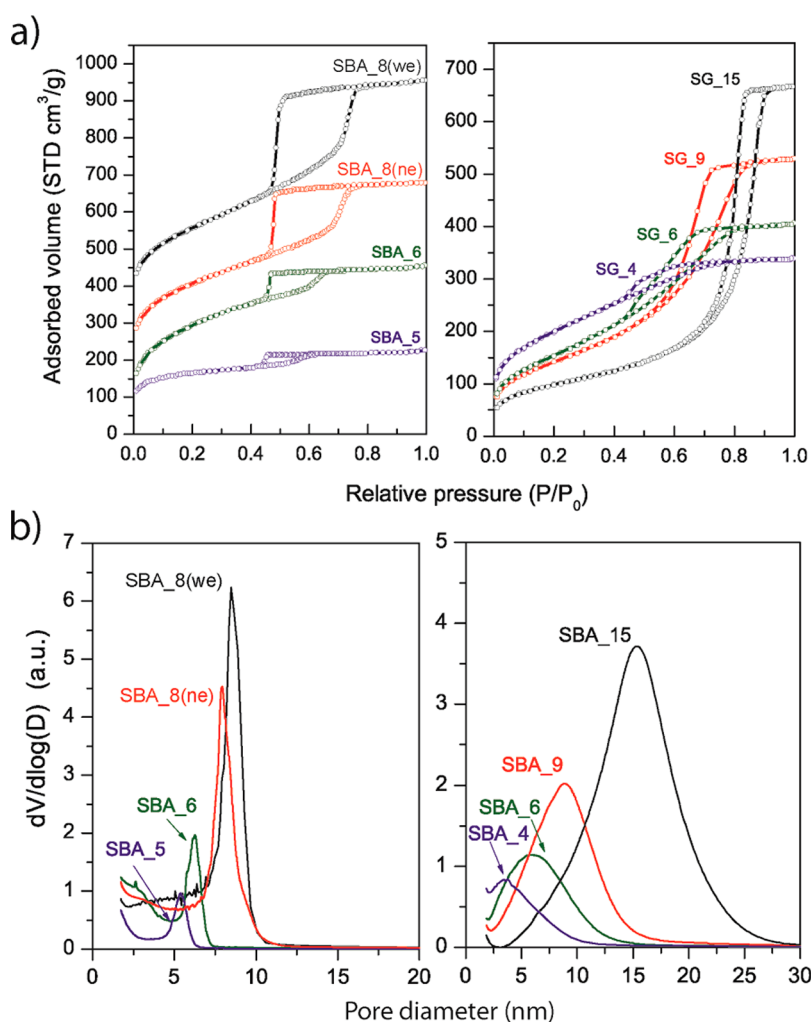 a)
1000
900
800
700
600
500
400
300
200
100
0
SBA_8(we)
SBA_8(ne)
SBA_6
SBA_5
0.0 0.2 0.4 0.6 0.8 1.0
700
600
500
400
300
200
100
0
SG_15
SG_9
SG_6
SG_4
0.0 0.2 0.4 0.6 0.8 1.0
Adsorbed volume (STD cm³/g)
Relative pressure (P/P₀)
b)
7
6
5
4
3
2
1
0
SBA_8(we)
SBA_8(ne)
SBA_6
SBA_5
0 5 10 15 20
5
4
3
2
1
0
SBA_15
SBA_9
SBA_6
SBA_4
0 5 10 15 20 25 30
dV/dlog(D) (a.u.)
Pore diameter (nm)